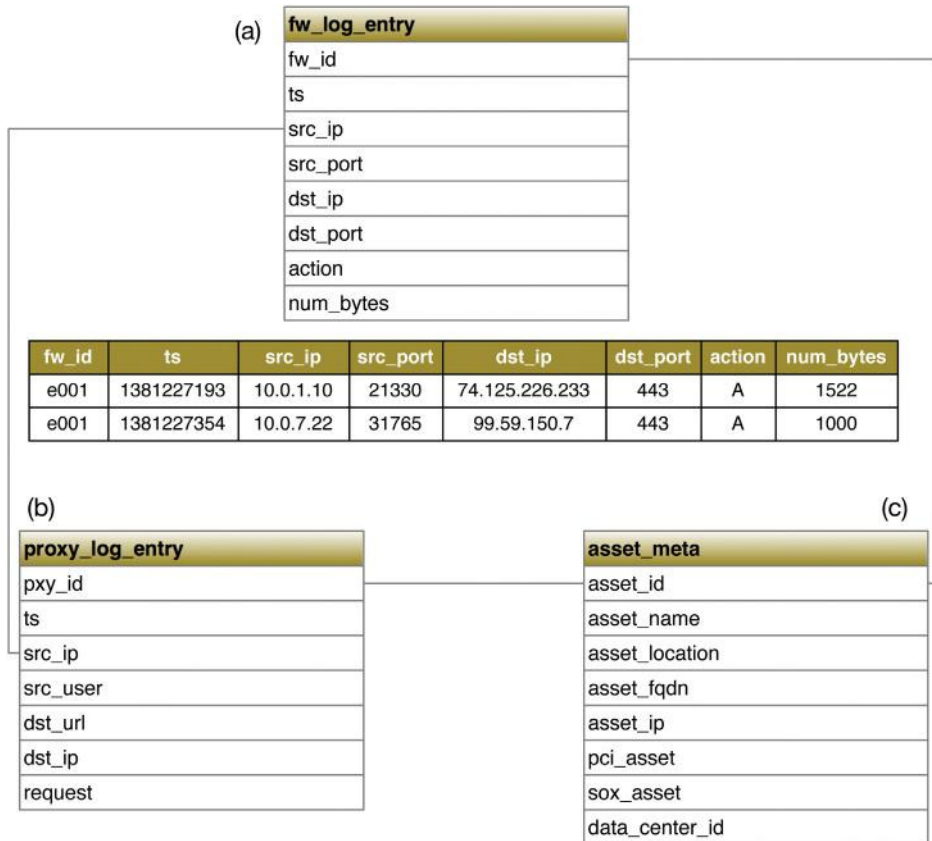 (a)
fw_log_entry
fw_id
ts
src_ip
src_port
dst_ip
dst_port
action
num_bytes
fw_id ts src_ip src_port dst_ip dst_port action num_bytes
e001 1381227193 10.0.1.10 21330 74.125.226.233 443 A 1522
e001 1381227354 10.0.7.22 31765 99.59.150.7 443 A 1000
(b)
proxy_log_entry
pxy_id
ts
src_ip
src_user
dst_url
dst_ip
request
(c)
asset_meta
asset_id
asset_name
asset_location
asset_fqdn
asset_ip
pci_asset
sox_asset
data_center_id